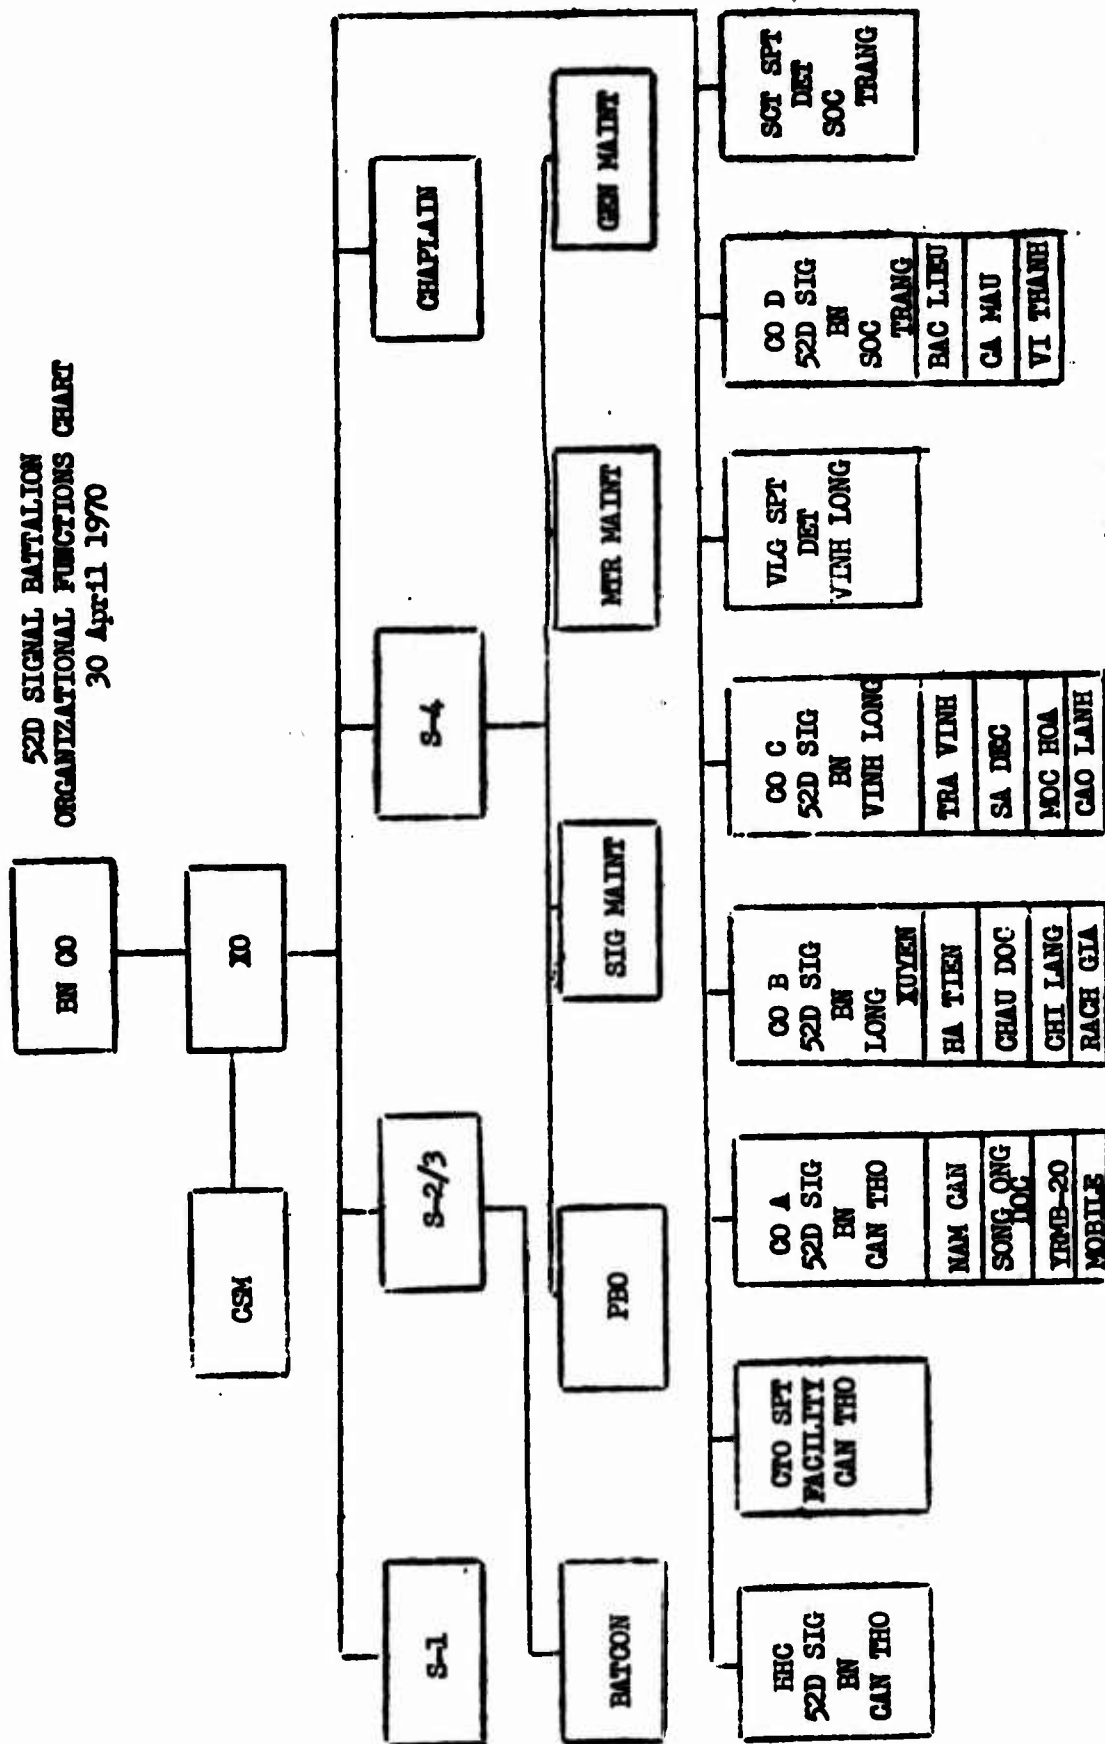 52D SIGNAL BATTALION
ORGANIZATIONAL FUNCTIONS CHART
30 April 1970
BN CO
XO
CSM
S-1
S-2/3
S-4
CHAPLAIN
BATCON
PBO
SIG MAINT
MTR MAINT
GEN MAINT
HHC
52D SIG
BN
CAN THO
CTO SPT
FACILITY
CAN THO
CO A
52D SIG
BN
CAN THO
NAM CAN
SONG ONG
DOC
YRMB-20
MOBILE
CO B
52D SIG
BN
LONG
XUYEN
HA TIEN
CHAU DOC
CHI LANG
RACH GIA
CO C
52D SIG
BN
VINH LONG
TRA VINH
SA DEC
MOC HOA
CAO LANH
VLG SPT
DET
VINH LONG
CO D
52D SIG
BN
SOC
TRANG
BAC LIEU
CA MAU
VI THANH
SCT SPT
DET
SOC
TRANG